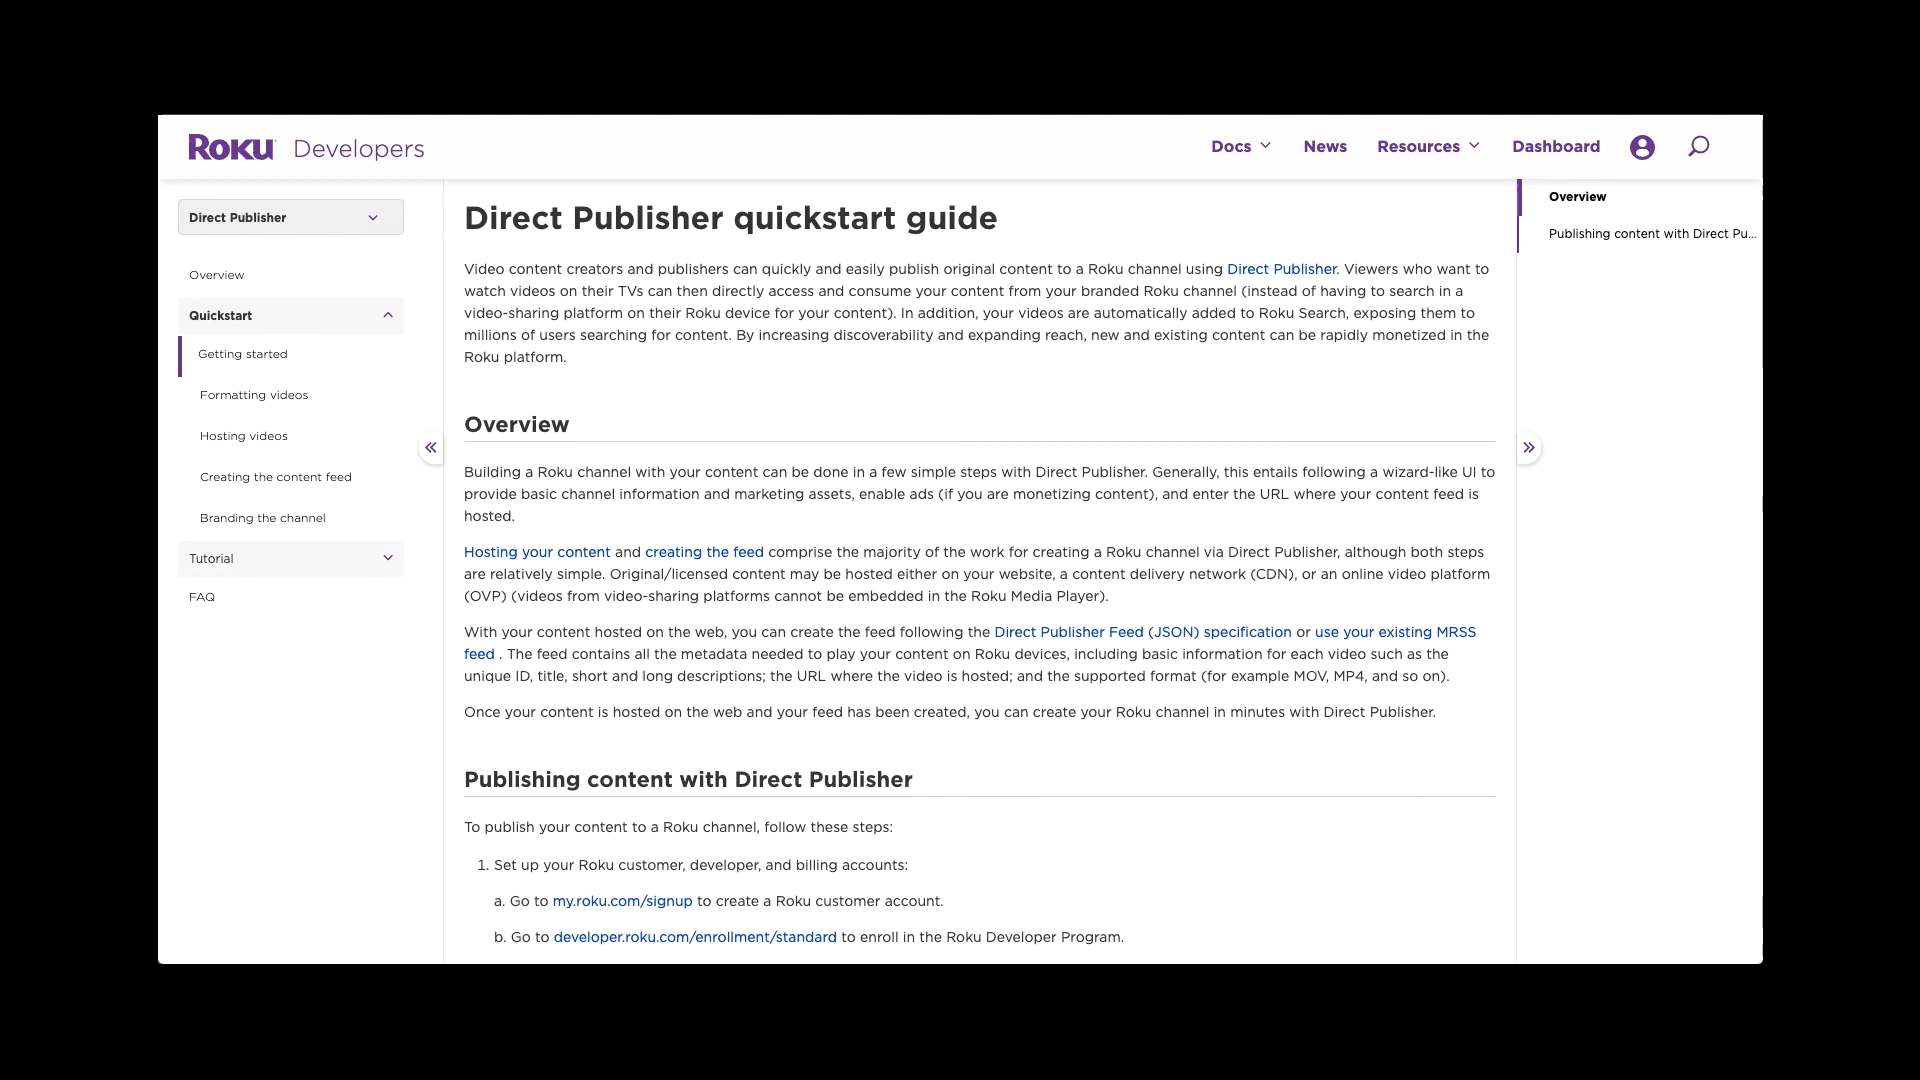 Roku Developers
Docs
News
Resources
Dashboard
Direct Publisher
Overview
Quickstart
Getting started
Formatting videos
Hosting videos
Creating the content feed
Branding the channel
Tutorial
FAQ
Direct Publisher quickstart guide
Video content creators and publishers can quickly and easily publish original content to a Roku channel using Direct Publisher. Viewers who want to
watch videos on their TVs can then directly access and consume your content from your branded Roku channel (instead of having to search in a
video-sharing platform on their Roku device for your content). In addition, your videos are automatically added to Roku Search, exposing them to
millions of users searching for content. By increasing discoverability and expanding reach, new and existing content can be rapidly monetized in the
Roku platform.
Overview
Building a Roku channel with your content can be done in a few simple steps with Direct Publisher. Generally, this entails following a wizard-like UI to
provide basic channel information and marketing assets, enable ads (if you are monetizing content), and enter the URL where your content feed is
hosted.
Hosting your content and creating the feed comprise the majority of the work for creating a Roku channel via Direct Publisher, although both steps
are relatively simple. Original/licensed content may be hosted either on your website, a content delivery network (CDN), or an online video platform
(OVP) (videos from video-sharing platforms cannot be embedded in the Roku Media Player).
With your content hosted on the web, you can create the feed following the Direct Publisher Feed (JSON) specification or use your existing MRSS
feed . The feed contains all the metadata needed to play your content on Roku devices, including basic information for each video such as the
unique ID, title, short and long descriptions; the URL where the video is hosted; and the supported format (for example MOV, MP4, and so on).
Once your content is hosted on the web and your feed has been created, you can create your Roku channel in minutes with Direct Publisher.
Publishing content with Direct Publisher
To publish your content to a Roku channel, follow these steps:
1. Set up your Roku customer, developer, and billing accounts:
a. Go to my.roku.com/signup to create a Roku customer account.
b. Go to developer.roku.com/enrollment/standard to enroll in the Roku Developer Program.
Overview
Publishing content with Direct Pu...